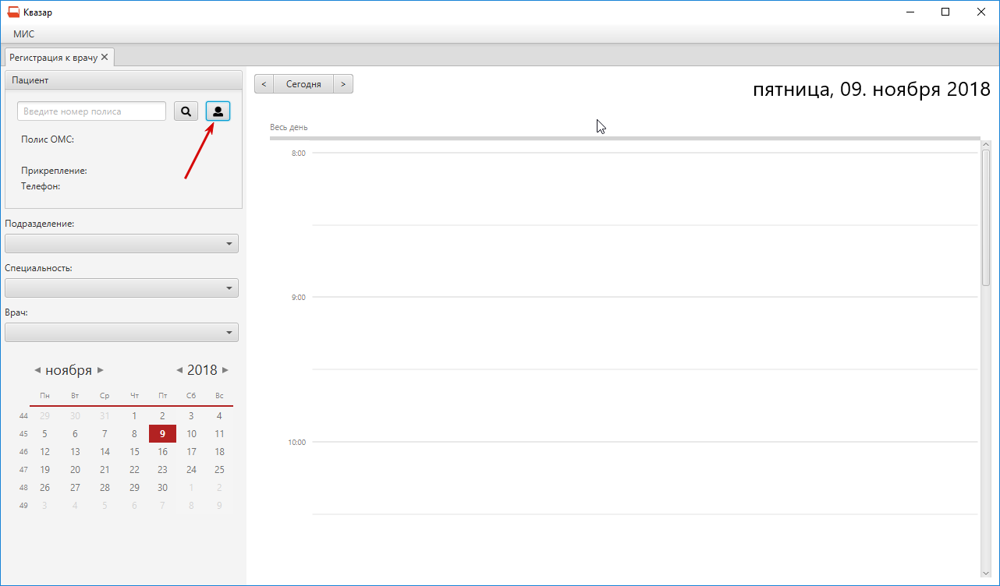 Квазар
МИС
Регистрация к врачу
Пациент
Введите номер полиса
Полис ОМС:
Прикрепление:
Телефон:
Подразделение:
Специальность:
Врач:
ноября 2018
Пн Вт Ср Чт Пт Сб Вс
44 29 30 31 1 2 3 4
45 5 6 7 8 9 10 11
46 12 13 14 15 16 17 18
47 19 20 21 22 23 24 25
48 26 27 28 29 30 1 2
49 3 4 5 6 7 8 9
< Сегодня >
пятница, 09. ноября 2018
Весь день
8:00
9:00
10:00